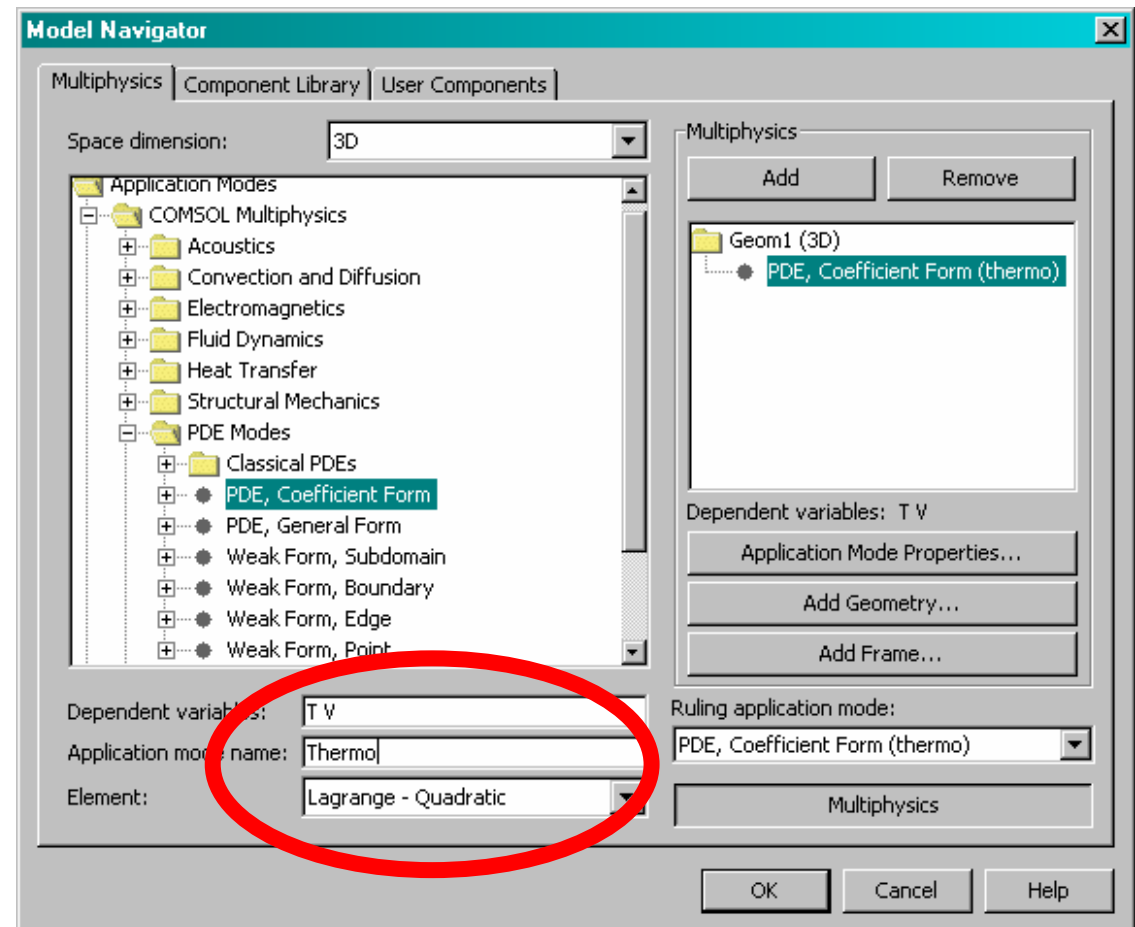 Model Navigator
Multiphysics Component Library User Components
Space dimension: 3D
Application Modes
COMSOL Multiphysics
Acoustics
Convection and Diffusion
Electromagnetics
Fluid Dynamics
Heat Transfer
Structural Mechanics
PDE Modes
Classical PDEs
PDE, Coefficient Form
PDE, General Form
Weak Form, Subdomain
Weak Form, Boundary
Weak Form, Edge
Weak Form, Point
Dependent variables: T V
Application mode name: Thermo
Element: Lagrange - Quadratic
Multiphysics
Add Remove
Geom1 (3D)
PDE, Coefficient Form (thermo)
Dependent variables: T V
Application Mode Properties...
Add Geometry...
Add Frame...
Ruling application mode:
PDE, Coefficient Form (thermo)
Multiphysics
OK Cancel Help